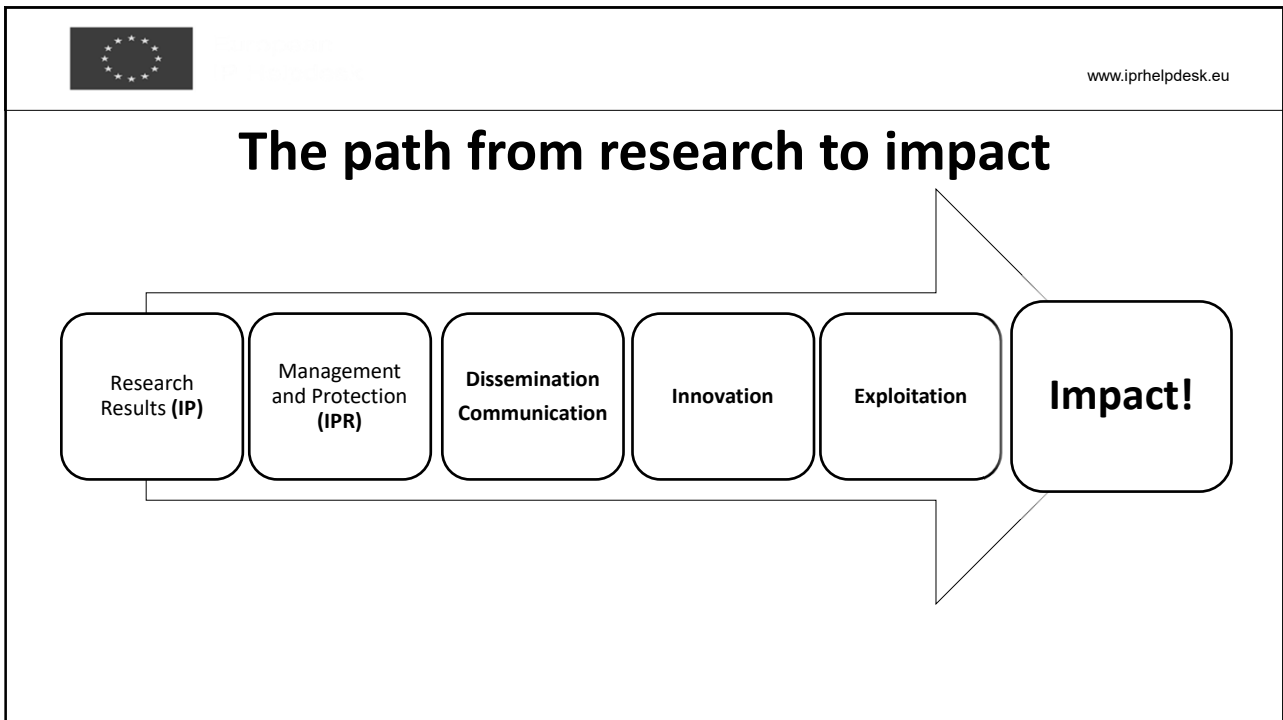 www.iprhelpdesk.eu
The path from research to impact
Research
Results (IP)
Management
and Protection
(IPR)
Dissemination
Communication
Innovation
Exploitation
Impact!